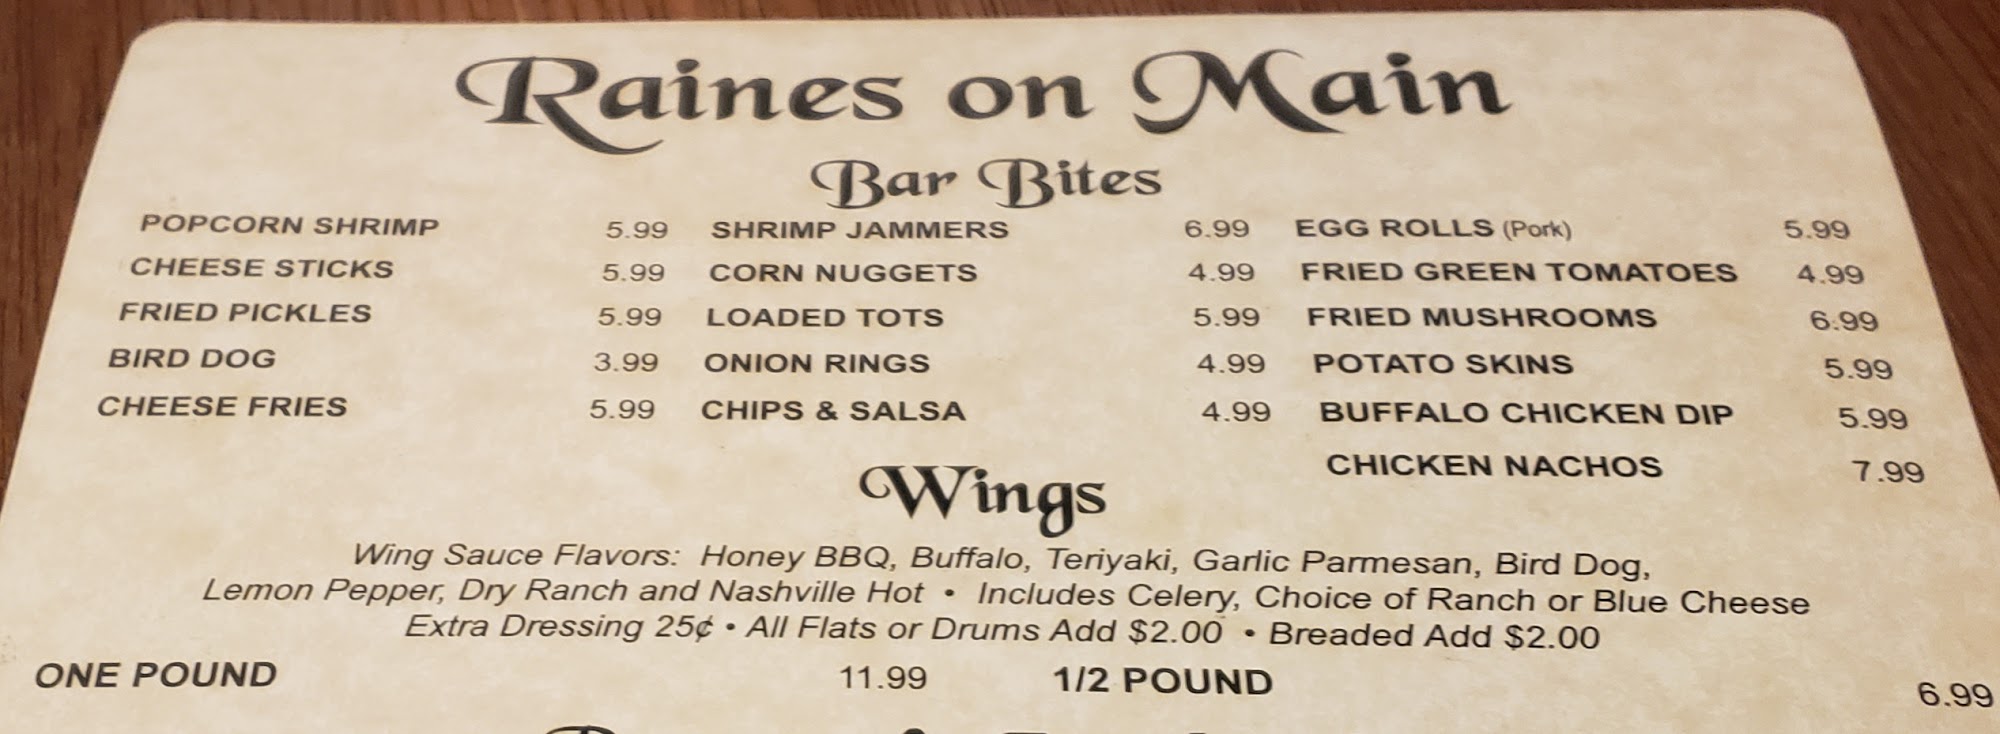 Raines on Main
Bar Bites
POPCORN SHRIMP 5.99 SHRIMP JAMMERS 6.99 EGG ROLLS (Pork) 5.99
CHEESE STICKS 5.99 CORN NUGGETS 4.99 FRIED GREEN TOMATOES 4.99
FRIED PICKLES 5.99 LOADED TOTS 5.99 FRIED MUSHROOMS 6.99
BIRD DOG 3.99 ONION RINGS 4.99 POTATO SKINS 5.99
CHEESE FRIES 5.99 CHIPS & SALSA 4.99 BUFFALO CHICKEN DIP 5.99
CHICKEN NACHOS 7.99
Wings
Wing Sauce Flavors: Honey BBQ, Buffalo, Teriyaki, Garlic Parmesan, Bird Dog,
Lemon Pepper, Dry Ranch and Nashville Hot • Includes Celery, Choice of Ranch or Blue Cheese
Extra Dressing 25¢ • All Flats or Drums Add $2.00 • Breaded Add $2.00
ONE POUND 11.99 1/2 POUND 6.99